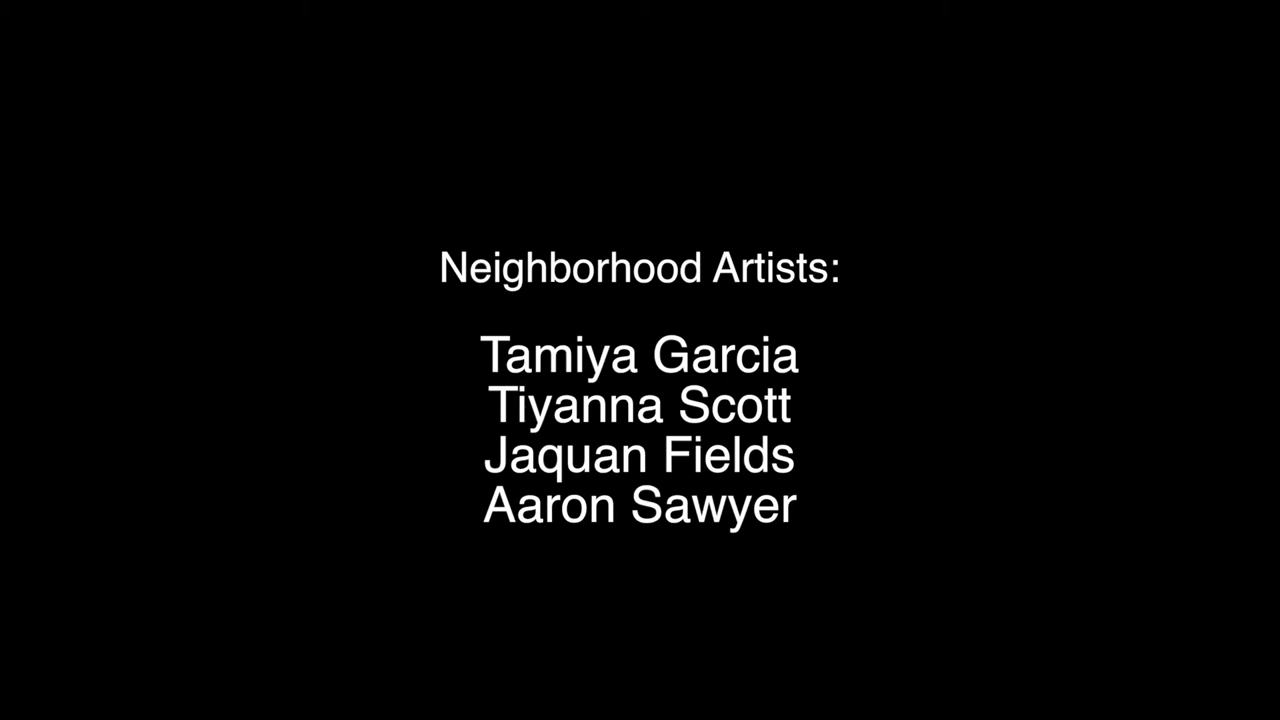 Neighborhood Artists:
Tamiya Garcia
Tiyanna Scott
Jaquan Fields
Aaron Sawyer